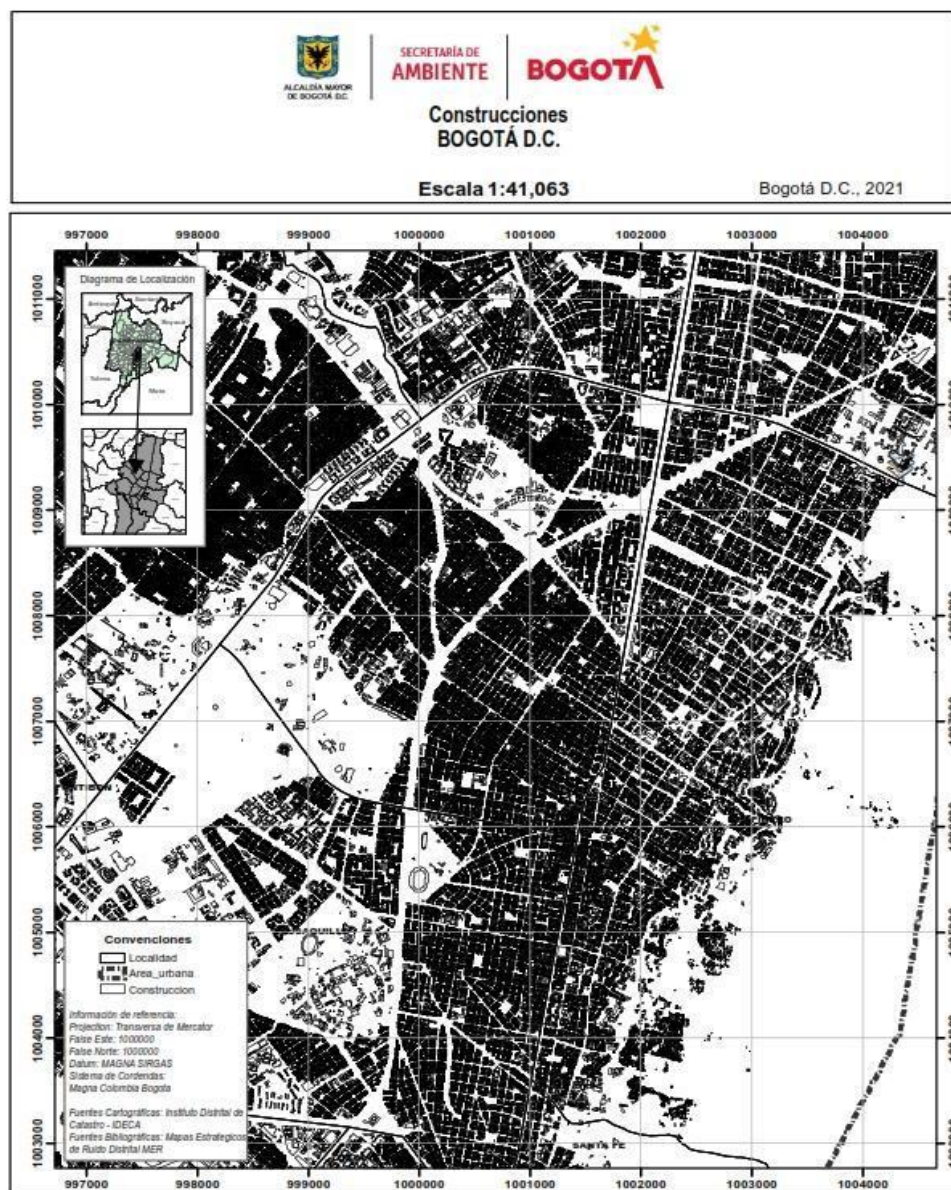 ALCALDÍA MAYOR
DE BOGOTÁ D.C.
SECRETARÍA DE
AMBIENTE
BOGOTÁ
Construcciones
BOGOTÁ D.C.
Escala 1:41,063
Bogotá D.C., 2021
997000 998000 999000 1000000 1001000 1002000 1003000 1004000
Diagrama de Localización
Tolima
Meta
1011000
1010000
1009000
1008000
1007000
1006000
1005000
1004000
1003000
Convenciones
Localidad
Area_urbana
Construccion
Información de referencia:
Projection: Transversa de Mercator
False Este: 1000000
False Norte: 1000000
Datum: MAGNA SIRGAS
Sistema de Cordendas:
Magna Colombia Bogota
Fuentes Cartográficas: Instituto Distrital de
Catastro - IDECA
Fuentes Bibliográficas: Mapas Estrategicos
de Ruido Distrital MER
SANTA FE
997000 998000 999000 1000000 1001000 1002000 1003000 1004000